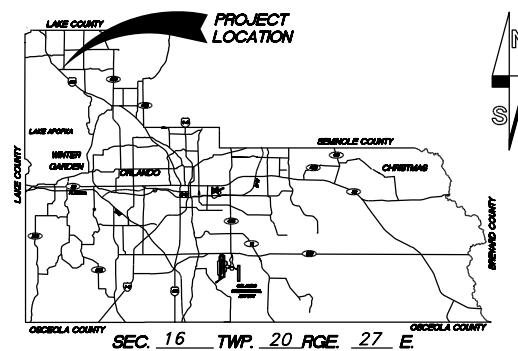 LAKE COUNTY
PROJECT
LOCATION
N
S
LAKE APOPKA
SEMINOLE COUNTY
WINTER
GARDEN
ORLANDO
CHRISTMAS
LAKE COUNTY
BREVARD COUNTY
OSCEOLA COUNTY
OSCEOLA COUNTY
SEC. 16 TWP. 20 RGE. 27 E.